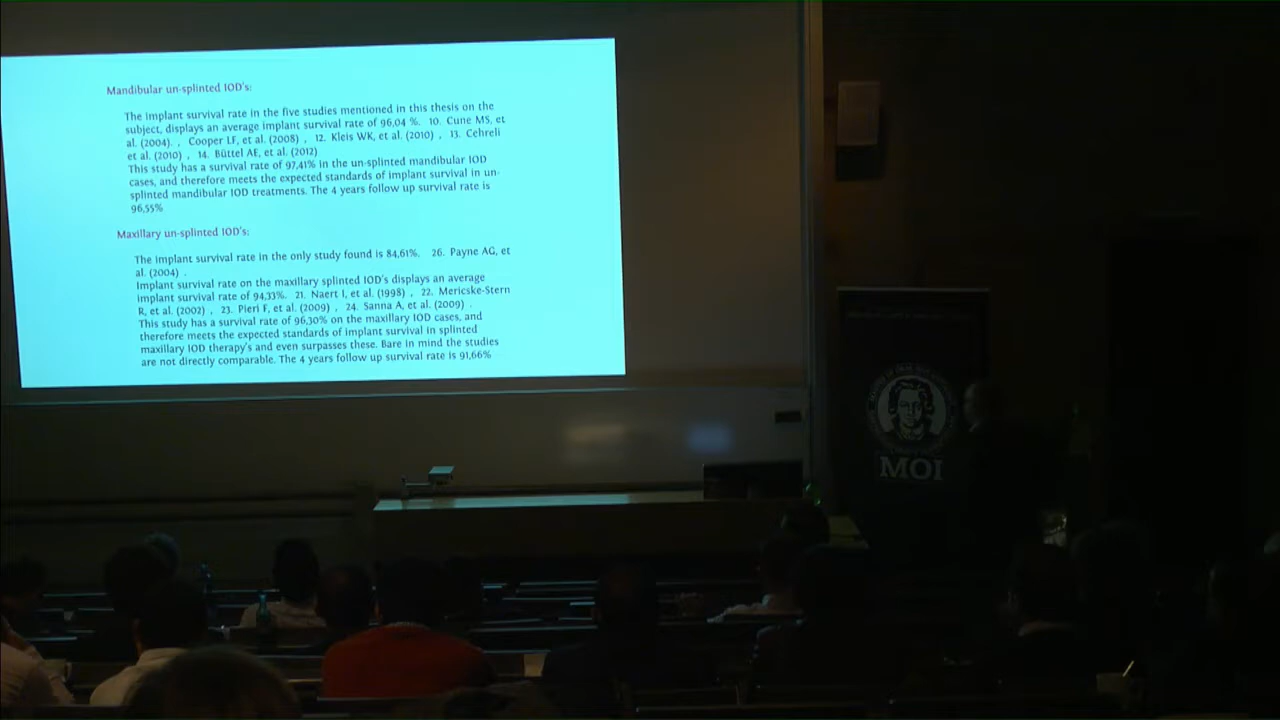 Mandibular un-splinted IOD's:
The implant survival rate in the five studies mentioned in this thesis on the
subject, displays an average implant survival rate of 96,04 %. 10. Cune MS, et
al. (2004). , Cooper LF, et al. (2008) , 12. Kleis WK, et al. (2010) , 13. Cehreli
et al. (2010) , 14. Büttel AE, et al. (2012)
This study has a survival rate of 97,41% in the un-splinted mandibular IOD
cases, and therefore meets the expected standards of implant survival in un-
splinted mandibular IOD treatments. The 4 years follow up survival rate is
96,55%
Maxillary un-splinted IOD's:
The implant survival rate in the only study found is 84,61%. 26. Payne AG, et
al. (2004) .
Implant survival rate on the maxillary splinted IOD's displays an average
implant survival rate of 94,33%. 21. Naert I, et al. (1998) , 22. Mericske-Stern
R, et al. (2002) , 23. Pieri F, et al. (2009) , 24. Sanna A, et al. (2009) .
This study has a survival rate of 96,30% on the maxillary IOD cases, and
therefore meets the expected standards of implant survival in splinted
maxillary IOD therapy's and even surpasses these. Bare in mind the studies
are not directly comparable. The 4 years follow up survival rate is 91,66%
MOI